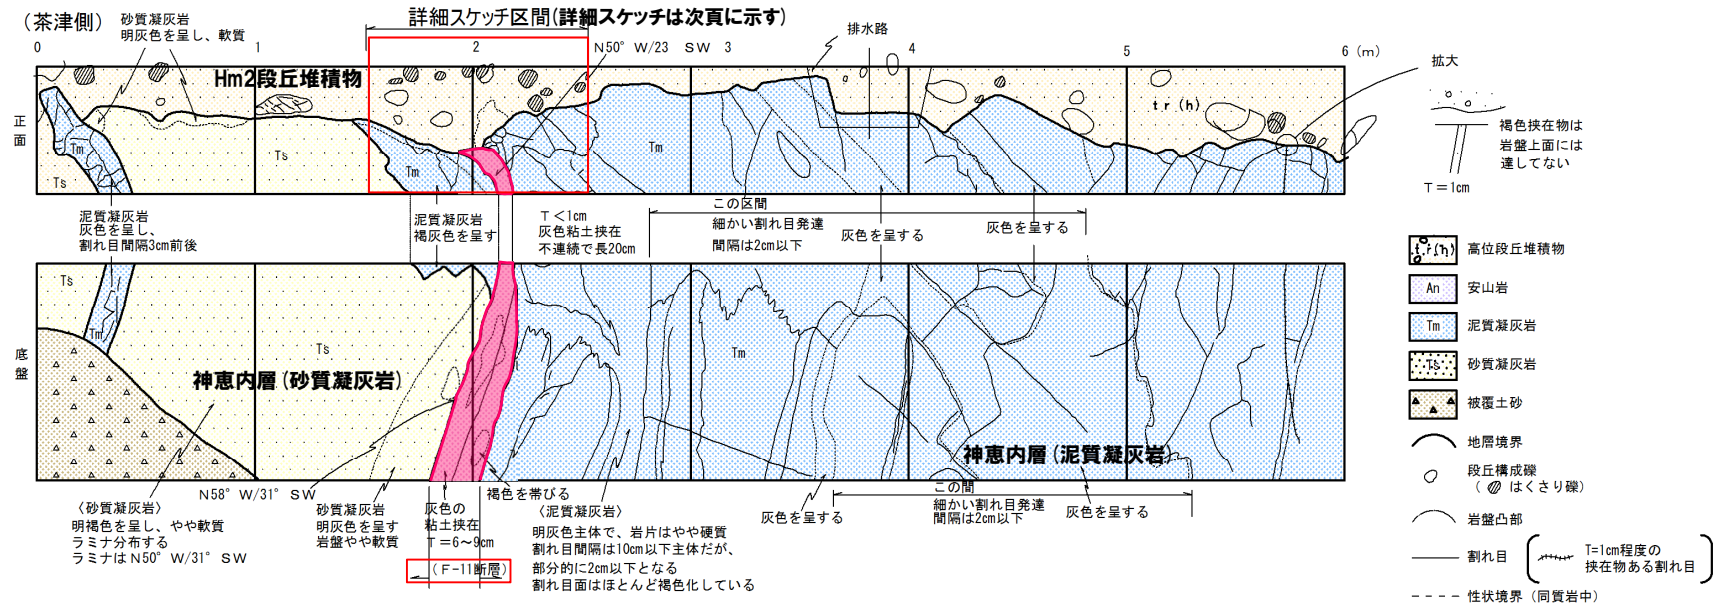 (茶津側)
砂質凝灰岩
明灰色を呈し、軟質
詳細スケッチ区間(詳細スケッチは次頁に示す)
排水路
0
1
2
N50°W/23 SW
3
4
5
6 (m)
拡大
Hm2段丘堆積物
正面
Tm
Ts
Ts
Tm
Tm
tr(h)
褐色挟在物は
岩盤上面には
達してない
T=1cm
泥質凝灰岩
灰色を呈し、
割れ目間隔3cm前後
泥質凝灰岩
褐灰色を呈す
T<1cm
灰色粘土挟在
不連続で長20cm
この区間
細かい割れ目発達
間隔は2cm以下
灰色を呈する
灰色を呈する
底盤
Ts
Tm
Ts
Tm
神恵内層(砂質凝灰岩)
神恵内層(泥質凝灰岩)
N58°W/31°SW
〈砂質凝灰岩〉
明褐色を呈し、やや軟質
ラミナ分布する
ラミナはN50°W/31°SW
砂質凝灰岩
明灰色を呈す
岩盤やや軟質
灰色の
粘土挟在
T=6～9cm
(F-11断層)
褐色を帯びる
〈泥質凝灰岩〉
明灰色主体で、岩片はやや硬質
割れ目間隔は10cm以下主体だが、
部分的に2cm以下となる
割れ目面はほとんど褐色化している
灰色を呈する
この間
細かい割れ目発達
間隔は2cm以下
灰色を呈する
t.r(h)
高位段丘堆積物
An
安山岩
Tm
泥質凝灰岩
Ts
砂質凝灰岩
被覆土砂
地層境界
段丘構成礫
( はくさり礫)
岩盤凸部
割れ目
T=1cm程度の
挟在物ある割れ目
性状境界(同質岩中)